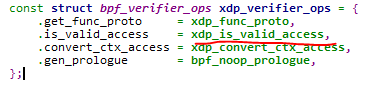 const struct bpf_verifier_ops xdp_verifier_ops = {
.get_func_proto = xdp_func_proto,
.is_valid_access = xdp_is_valid_access,
.convert_ctx_access = xdp_convert_ctx_access,
.gen_prologue = bpf_noop_prologue,
};